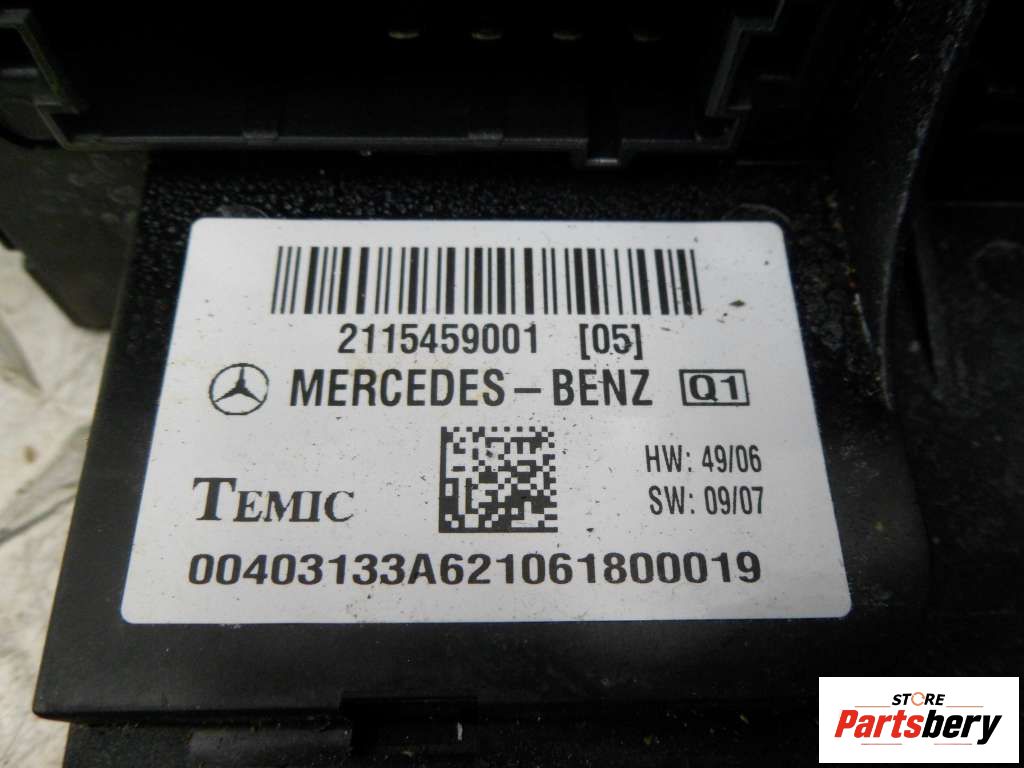 2115459001 [05]
MERCEDES-BENZ Q1
HW: 49/06
SW: 09/07
TEMIC
00403133A621061800019
STORE
Partsbery